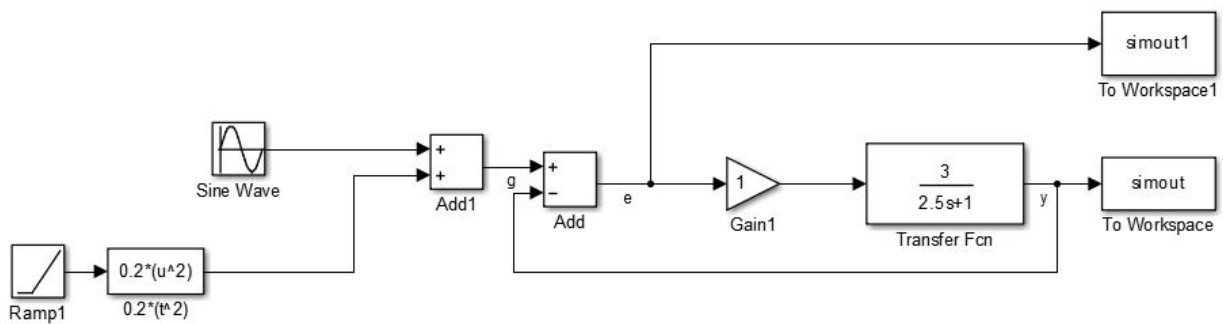 simout1
To Workspace1
Sine Wave
+
+
Add1
g
+
−
Add
e
1
Gain1
3
2.5s+1
Transfer Fcn
y
simout
To Workspace
Ramp1
0.2*(u^2)
0.2*(t^2)